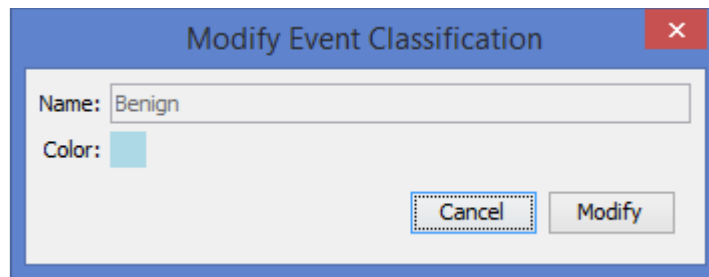 Modify Event Classification
Name: Benign
Color:
Cancel Modify